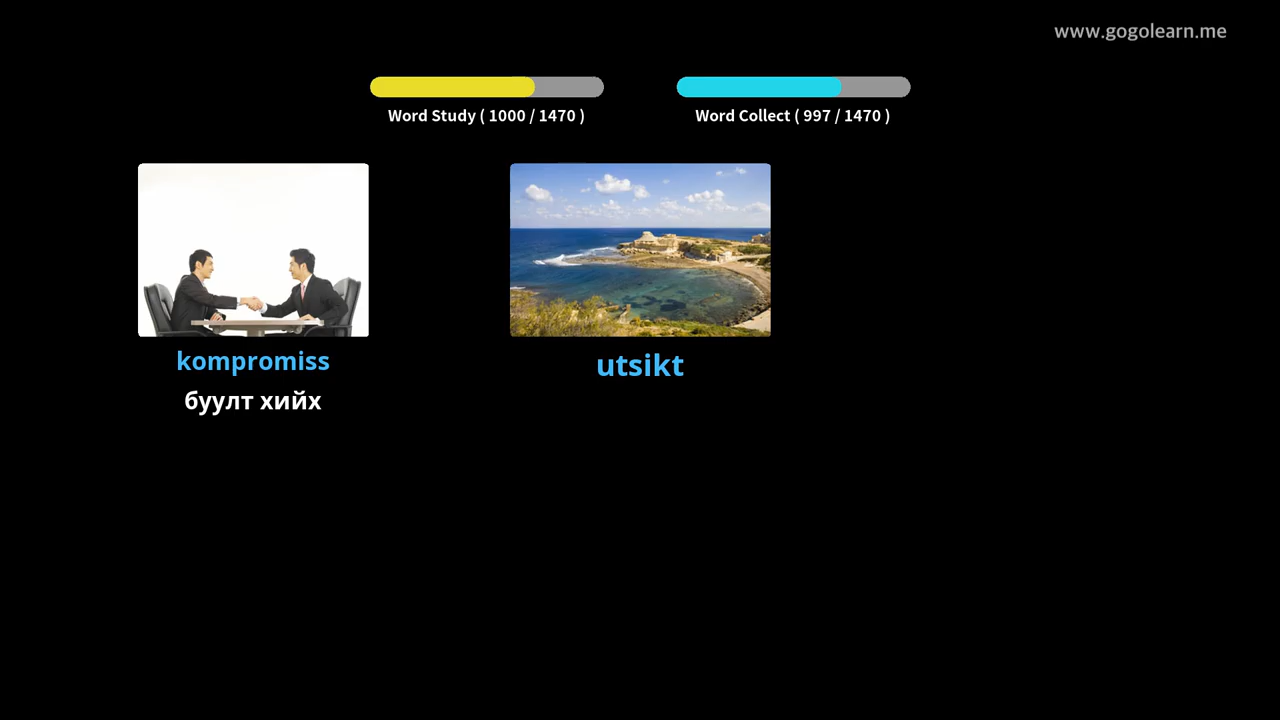 www.gogolearn.me
Word Study ( 1000 / 1470 )
Word Collect ( 997 / 1470 )
kompromiss
буулт хийх
utsikt